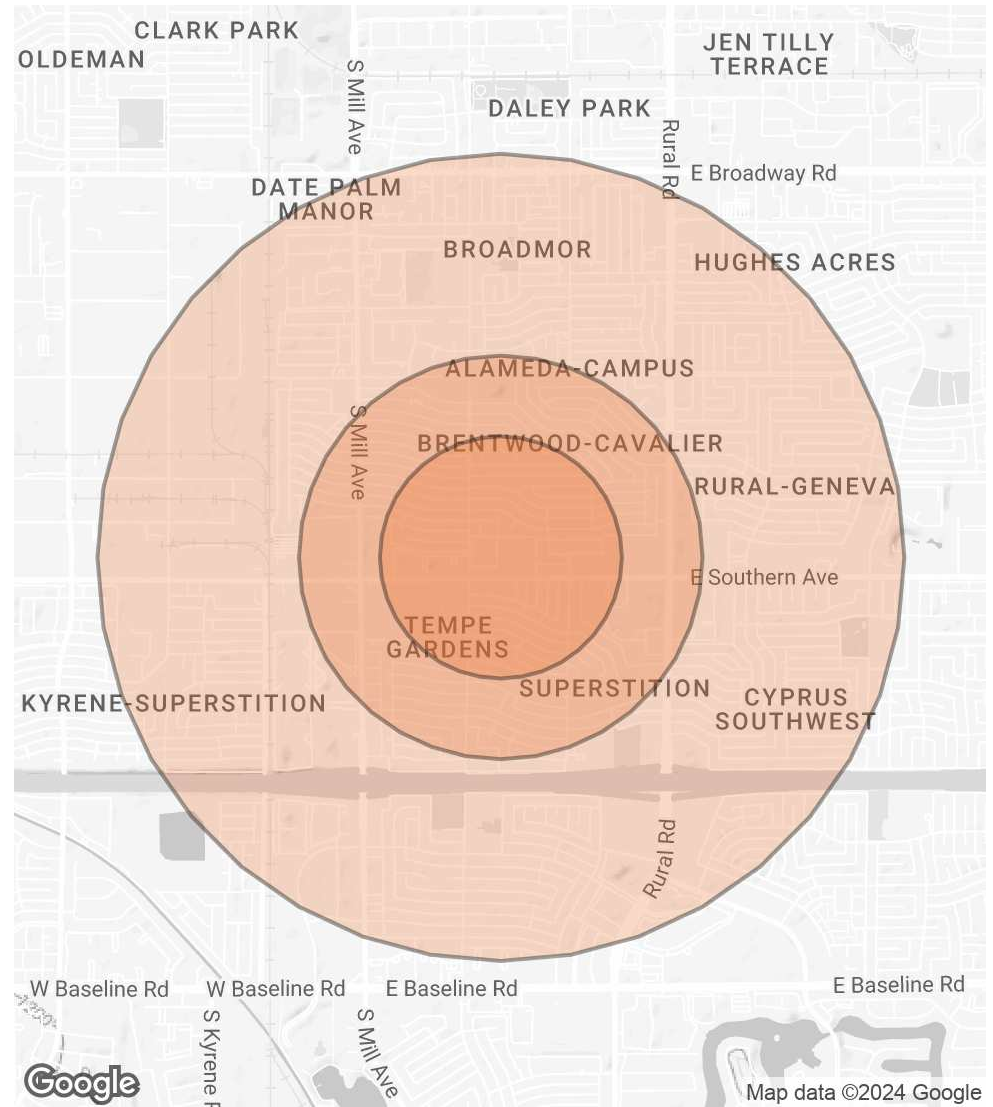 CLARK PARK
OLDEMAN
JEN TILLY
TERRACE
S Mill Ave
DALEY PARK
Rural Rd
E Broadway Rd
DATE PALM
MANOR
BROADMOR
HUGHES ACRES
ALAMEDA-CAMPUS
S Mill Ave
BRENTWOOD-CAVALIER
RURAL-GENEVA
E Southern Ave
TEMPE
GARDENS
SUPERSTITION
KYRENE-SUPERSTITION
CYPRUS
SOUTHWEST
Rural Rd
W Baseline Rd
W Baseline Rd
E Baseline Rd
E Baseline Rd
S Kyrene R
S Mill Ave
Google
Map data ©2024 Google